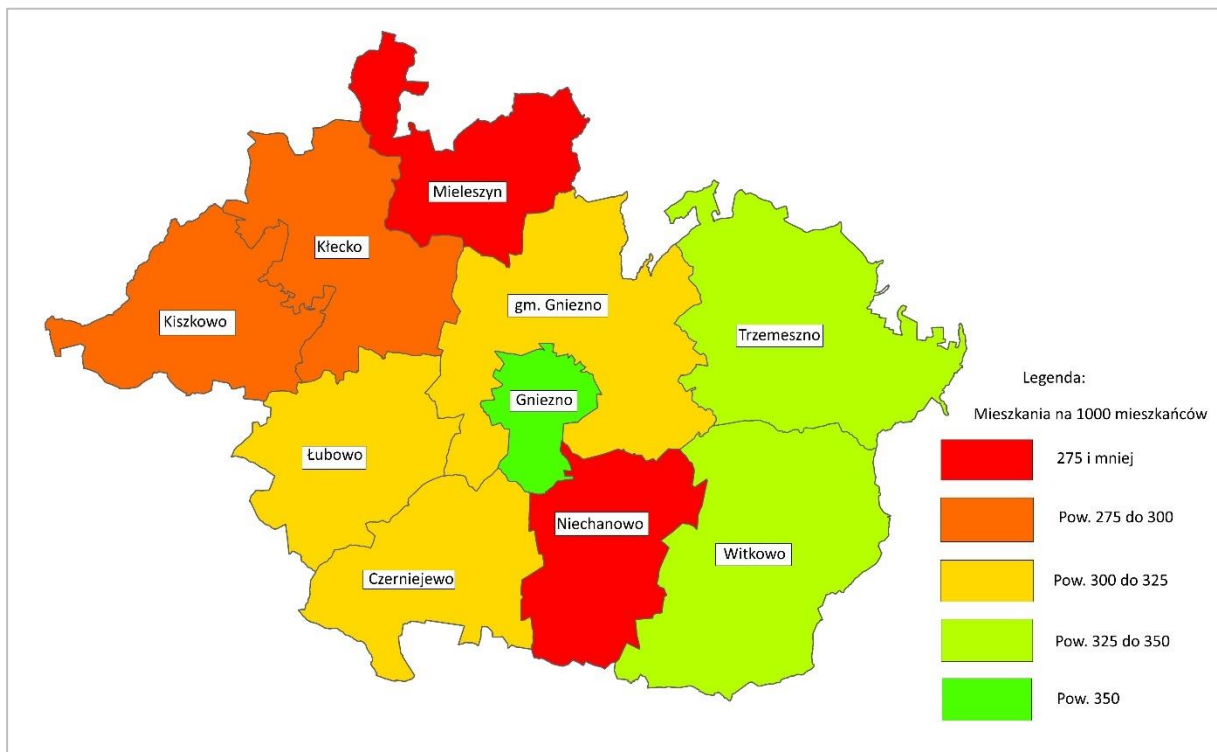 Mieleszyn
Kłecko
gm. Gniezno
Kiszkowo
Trzemeszno
Gniezno
Łubowo
Niechanowo
Witkowo
Czerniejewo
Legenda:
Mieszkania na 1000 mieszkańców
275 i mniej
Pow. 275 do 300
Pow. 300 do 325
Pow. 325 do 350
Pow. 350